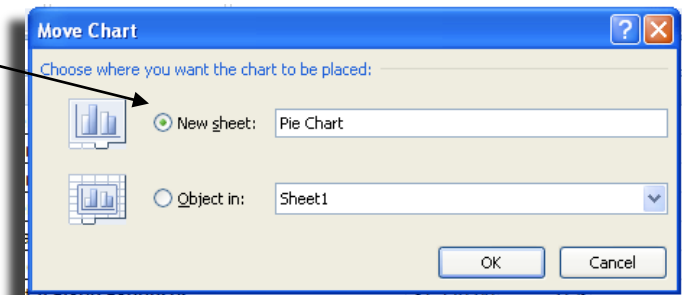 Move Chart
Choose where you want the chart to be placed:
New sheet: Pie Chart
Object in: Sheet1
OK Cancel